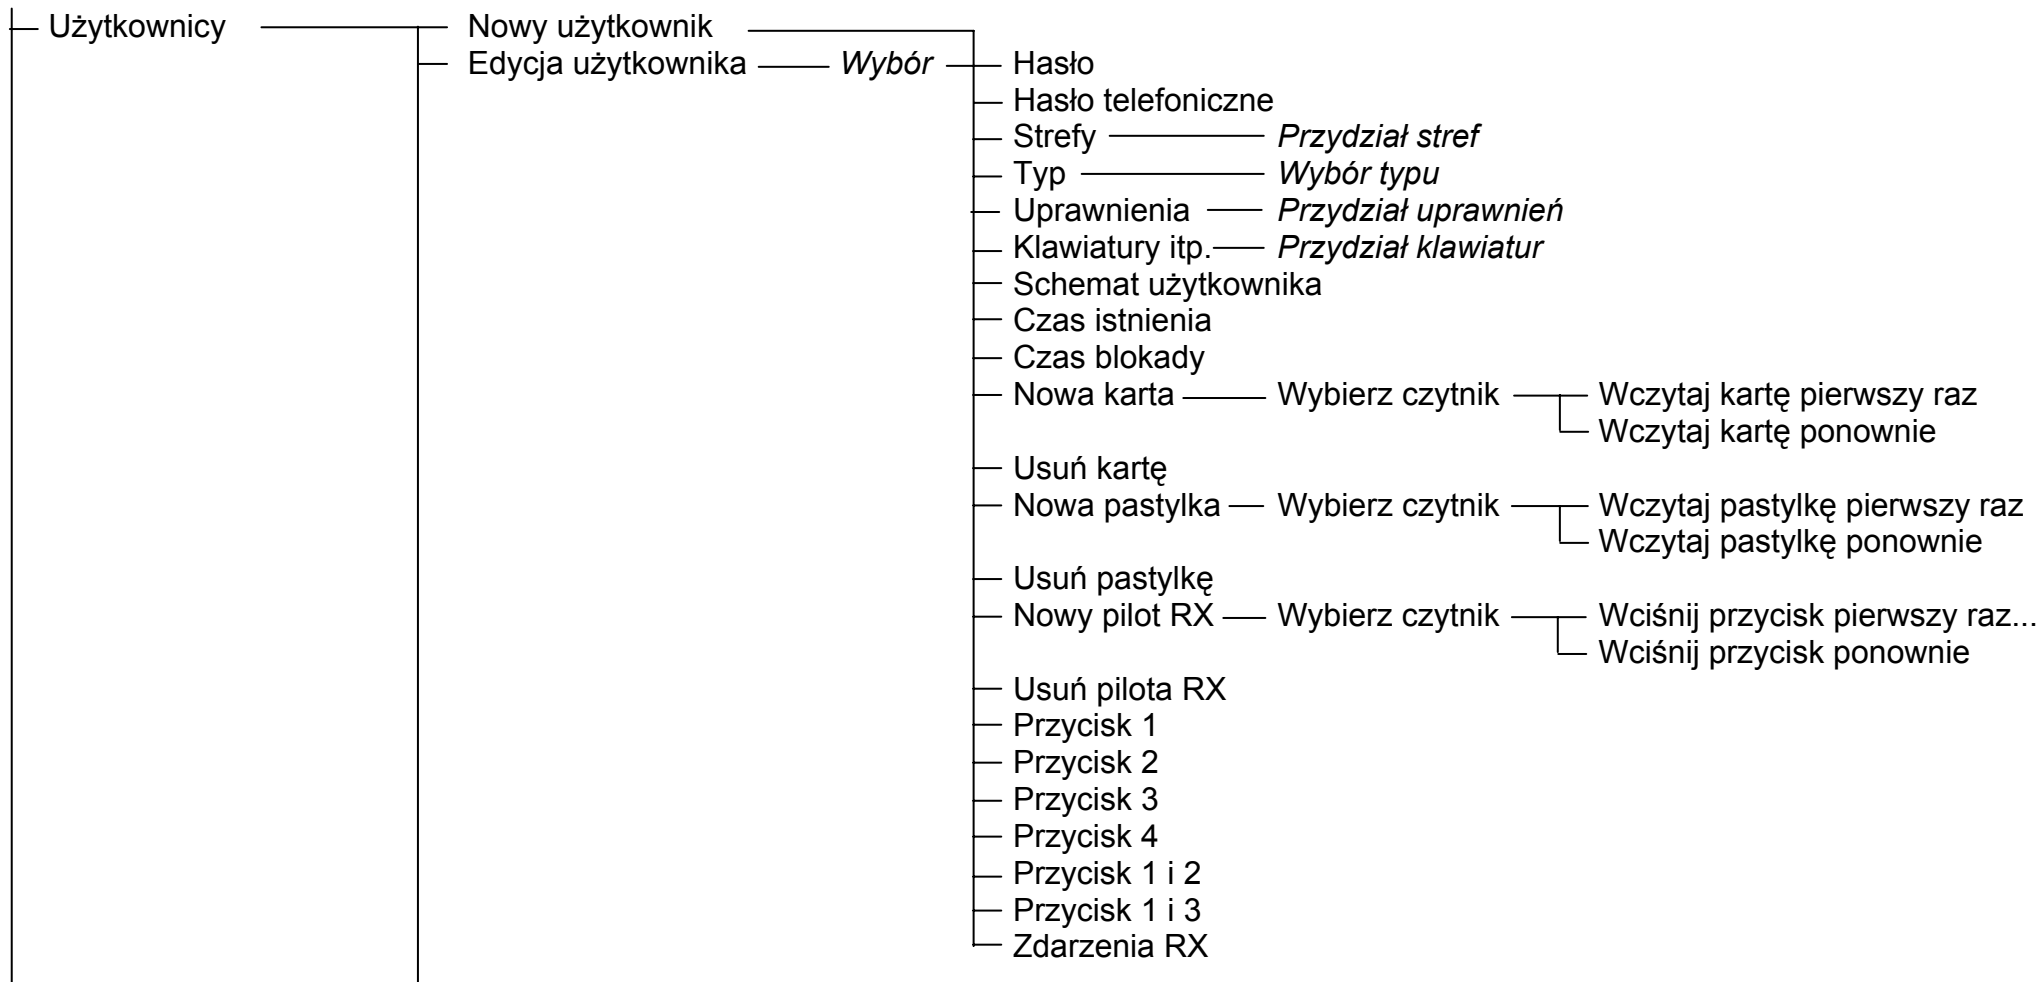 Użytkownicy Nowy użytkownik
Edycja użytkownika Wybór Hasło
Hasło telefoniczne
Strefy Przydział stref
Typ Wybór typu
Uprawnienia Przydział uprawnień
Klawiatury itp. Przydział klawiatur
Schemat użytkownika
Czas istnienia
Czas blokady
Nowa karta Wybierz czytnik Wczytaj kartę pierwszy raz
Wczytaj kartę ponownie
Usuń kartę
Nowa pastylka Wybierz czytnik Wczytaj pastylkę pierwszy raz
Wczytaj pastylkę ponownie
Usuń pastylkę
Nowy pilot RX Wybierz czytnik Wciśnij przycisk pierwszy raz...
Wciśnij przycisk ponownie
Usuń pilota RX
Przycisk 1
Przycisk 2
Przycisk 3
Przycisk 4
Przycisk 1 i 2
Przycisk 1 i 3
Zdarzenia RX